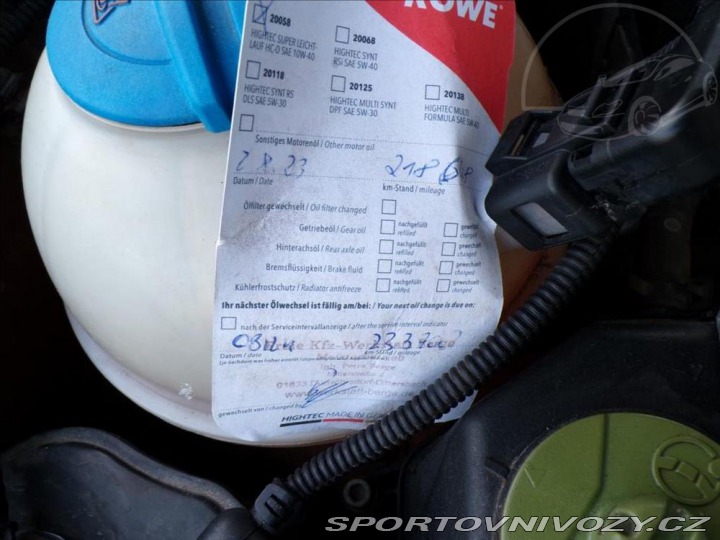 ROWE
20058
HIGHTEC SUPER LEICHT-
LAUF HC-O SAE 10W-40
20068
HIGHTEC SYNT
RSi SAE 5W-40
20118
HIGHTEC SYNT RS
DLS SAE 5W-30
20125
HIGHTEC MULTI SYNT
DPF SAE 5W-30
20138
HIGHTEC MULTI
FORMULA SAE 5W-40
Sonstiges Motorenöl / Other motor oil
2.8.23
Datum / Date
km-Stand / mileage
Ölfilter gewechselt / Oil filter changed
Getriebeöl / Gear oil
nachgefüllt
refilled
changed
Hinterachsöl / Rear axle oil
nachgefüllt
refilled
gewechselt
changed
Bremsflüssigkeit / Brake fluid
nachgefüllt
refilled
gewechselt
changed
Kühlerfrostschutz / Radiator antifreeze
nachgefüllt
refilled
gewechselt
changed
Ihr nächster Ölwechsel ist fällig am/bei: / Your next oil change is due on:
nach der Serviceintervallanzeige / after the service interval indicator
Datum / date
km-Stand / mileage
gewechselt von / changed by
HIGHTEC MADE IN
SPORTOVNIVOZY.CZ